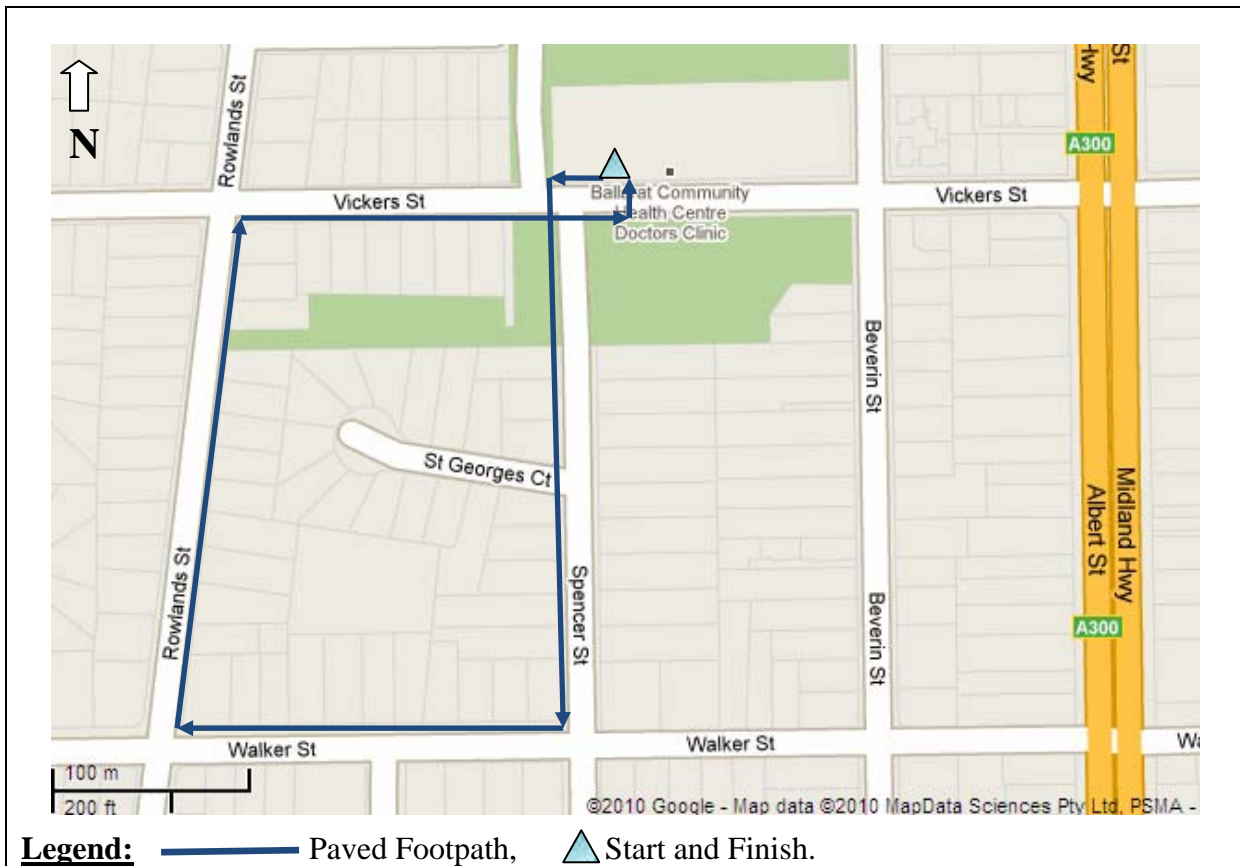 Hwy
St
N
Rowlands St
A300
Vickers St
Ballarat Community
Health Centre
Doctors Clinic
Vickers St
Beverin St
St Georges Ct
Albert St
Midland Hwy
Rowlands St
Spencer St
Beverin St
A300
Walker St
Walker St
Wa
100 m
200 ft
©2010 Google - Map data ©2010 MapData Sciences Pty Ltd, PSMA -
Legend: Paved Footpath, Start and Finish.